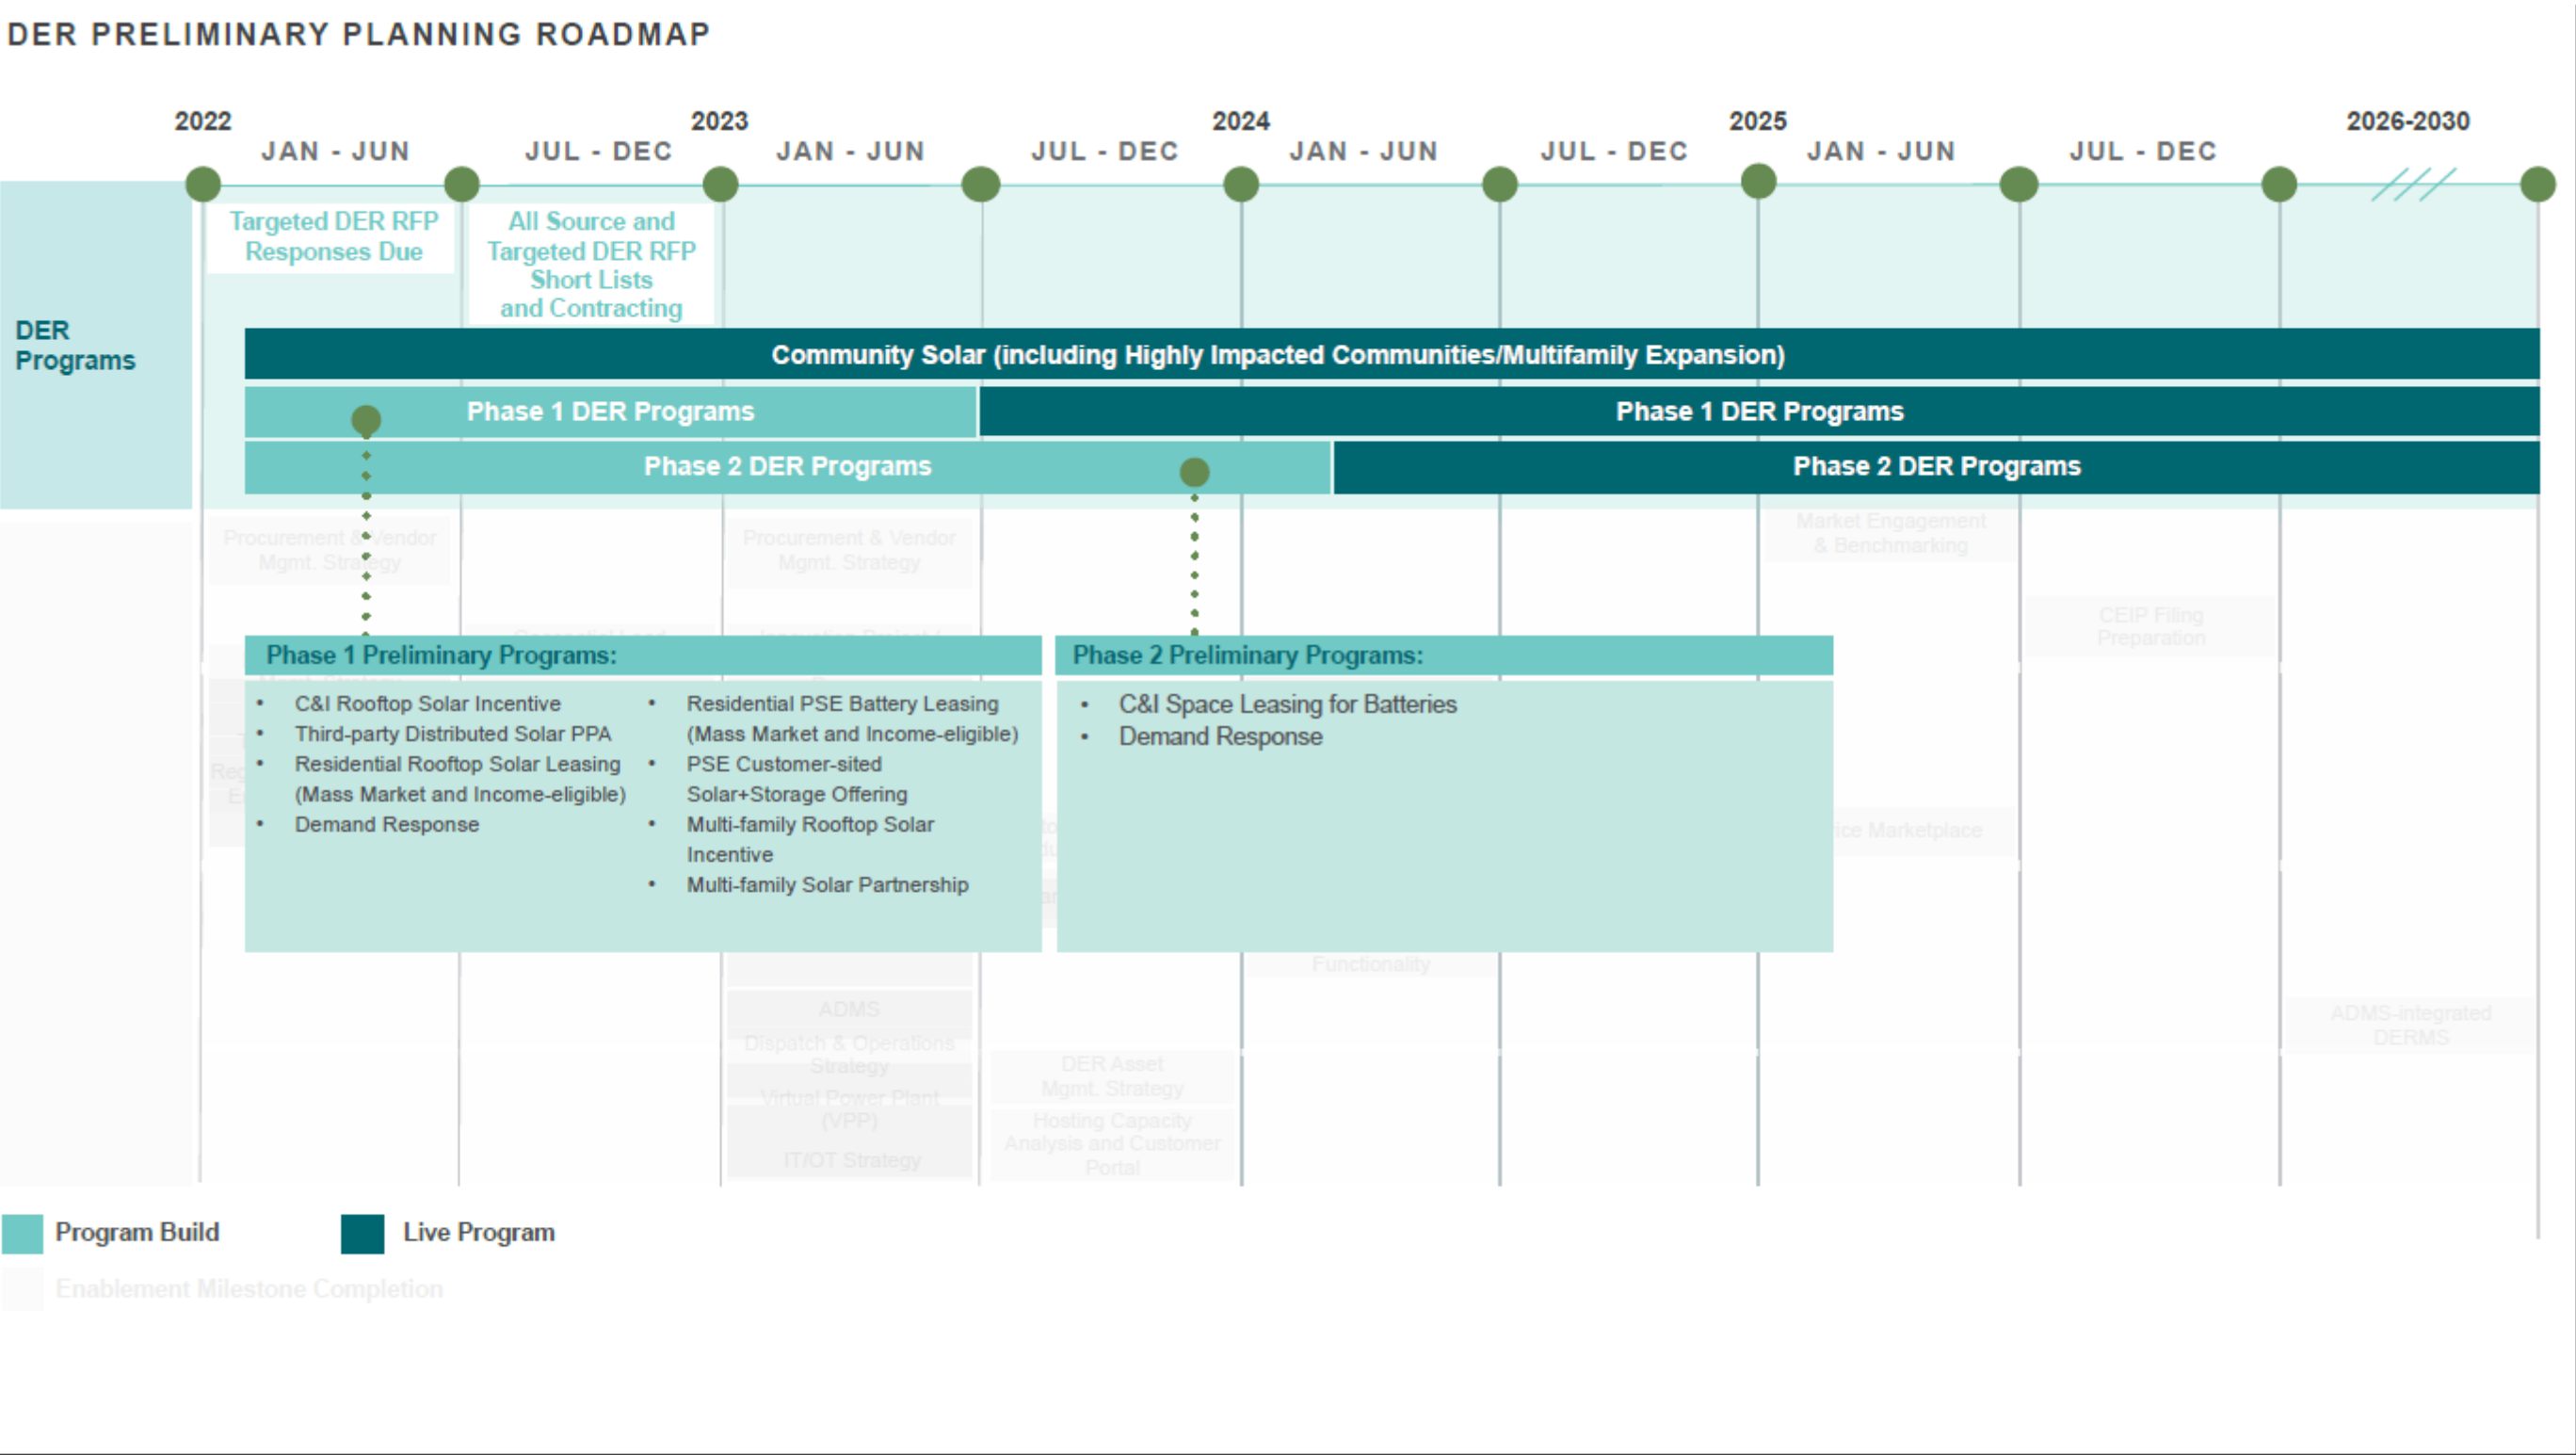 DER PRELIMINARY PLANNING ROADMAP
2022
2023
2024
2025
2026-2030
JAN - JUN
JUL - DEC
JAN - JUN
JUL - DEC
JAN - JUN
JUL - DEC
JAN - JUN
JUL - DEC
Targeted DER RFP
Responses Due
All Source and
Targeted DER RFP
Short Lists
and Contracting
DER
Programs
Community Solar (including Highly Impacted Communities/Multifamily Expansion)
Phase 1 DER Programs
Phase 1 DER Programs
Phase 2 DER Programs
Phase 2 DER Programs
Procurement & Vendor
Mgmt. Strategy
Procurement & Vendor
Mgmt. Strategy
Market Engagement
& Benchmarking
CEIP Filing
Preparation
Phase 1 Preliminary Programs:
• C&I Rooftop Solar Incentive
• Third-party Distributed Solar PPA
• Residential Rooftop Solar Leasing
(Mass Market and Income-eligible)
• Demand Response
• Residential PSE Battery Leasing
(Mass Market and Income-eligible)
• PSE Customer-sited
Solar+Storage Offering
• Multi-family Rooftop Solar
Incentive
• Multi-family Solar Partnership
Phase 2 Preliminary Programs:
• C&I Space Leasing for Batteries
• Demand Response
Marketplace
Functionality
ADMS
Dispatch & Operations
Strategy
Virtual Power Plant
(VPP)
IT/OT Strategy
DER Asset
Mgmt. Strategy
Hosting Capacity
Analysis and Customer
Portal
ADMS-integrated
DERMS
Program Build
Live Program
Enablement Milestone Completion